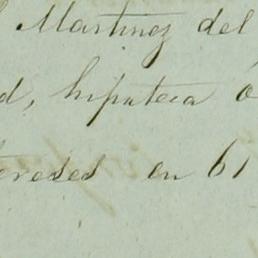 l Martinez del
d, hipoteca ó
tereses en 61